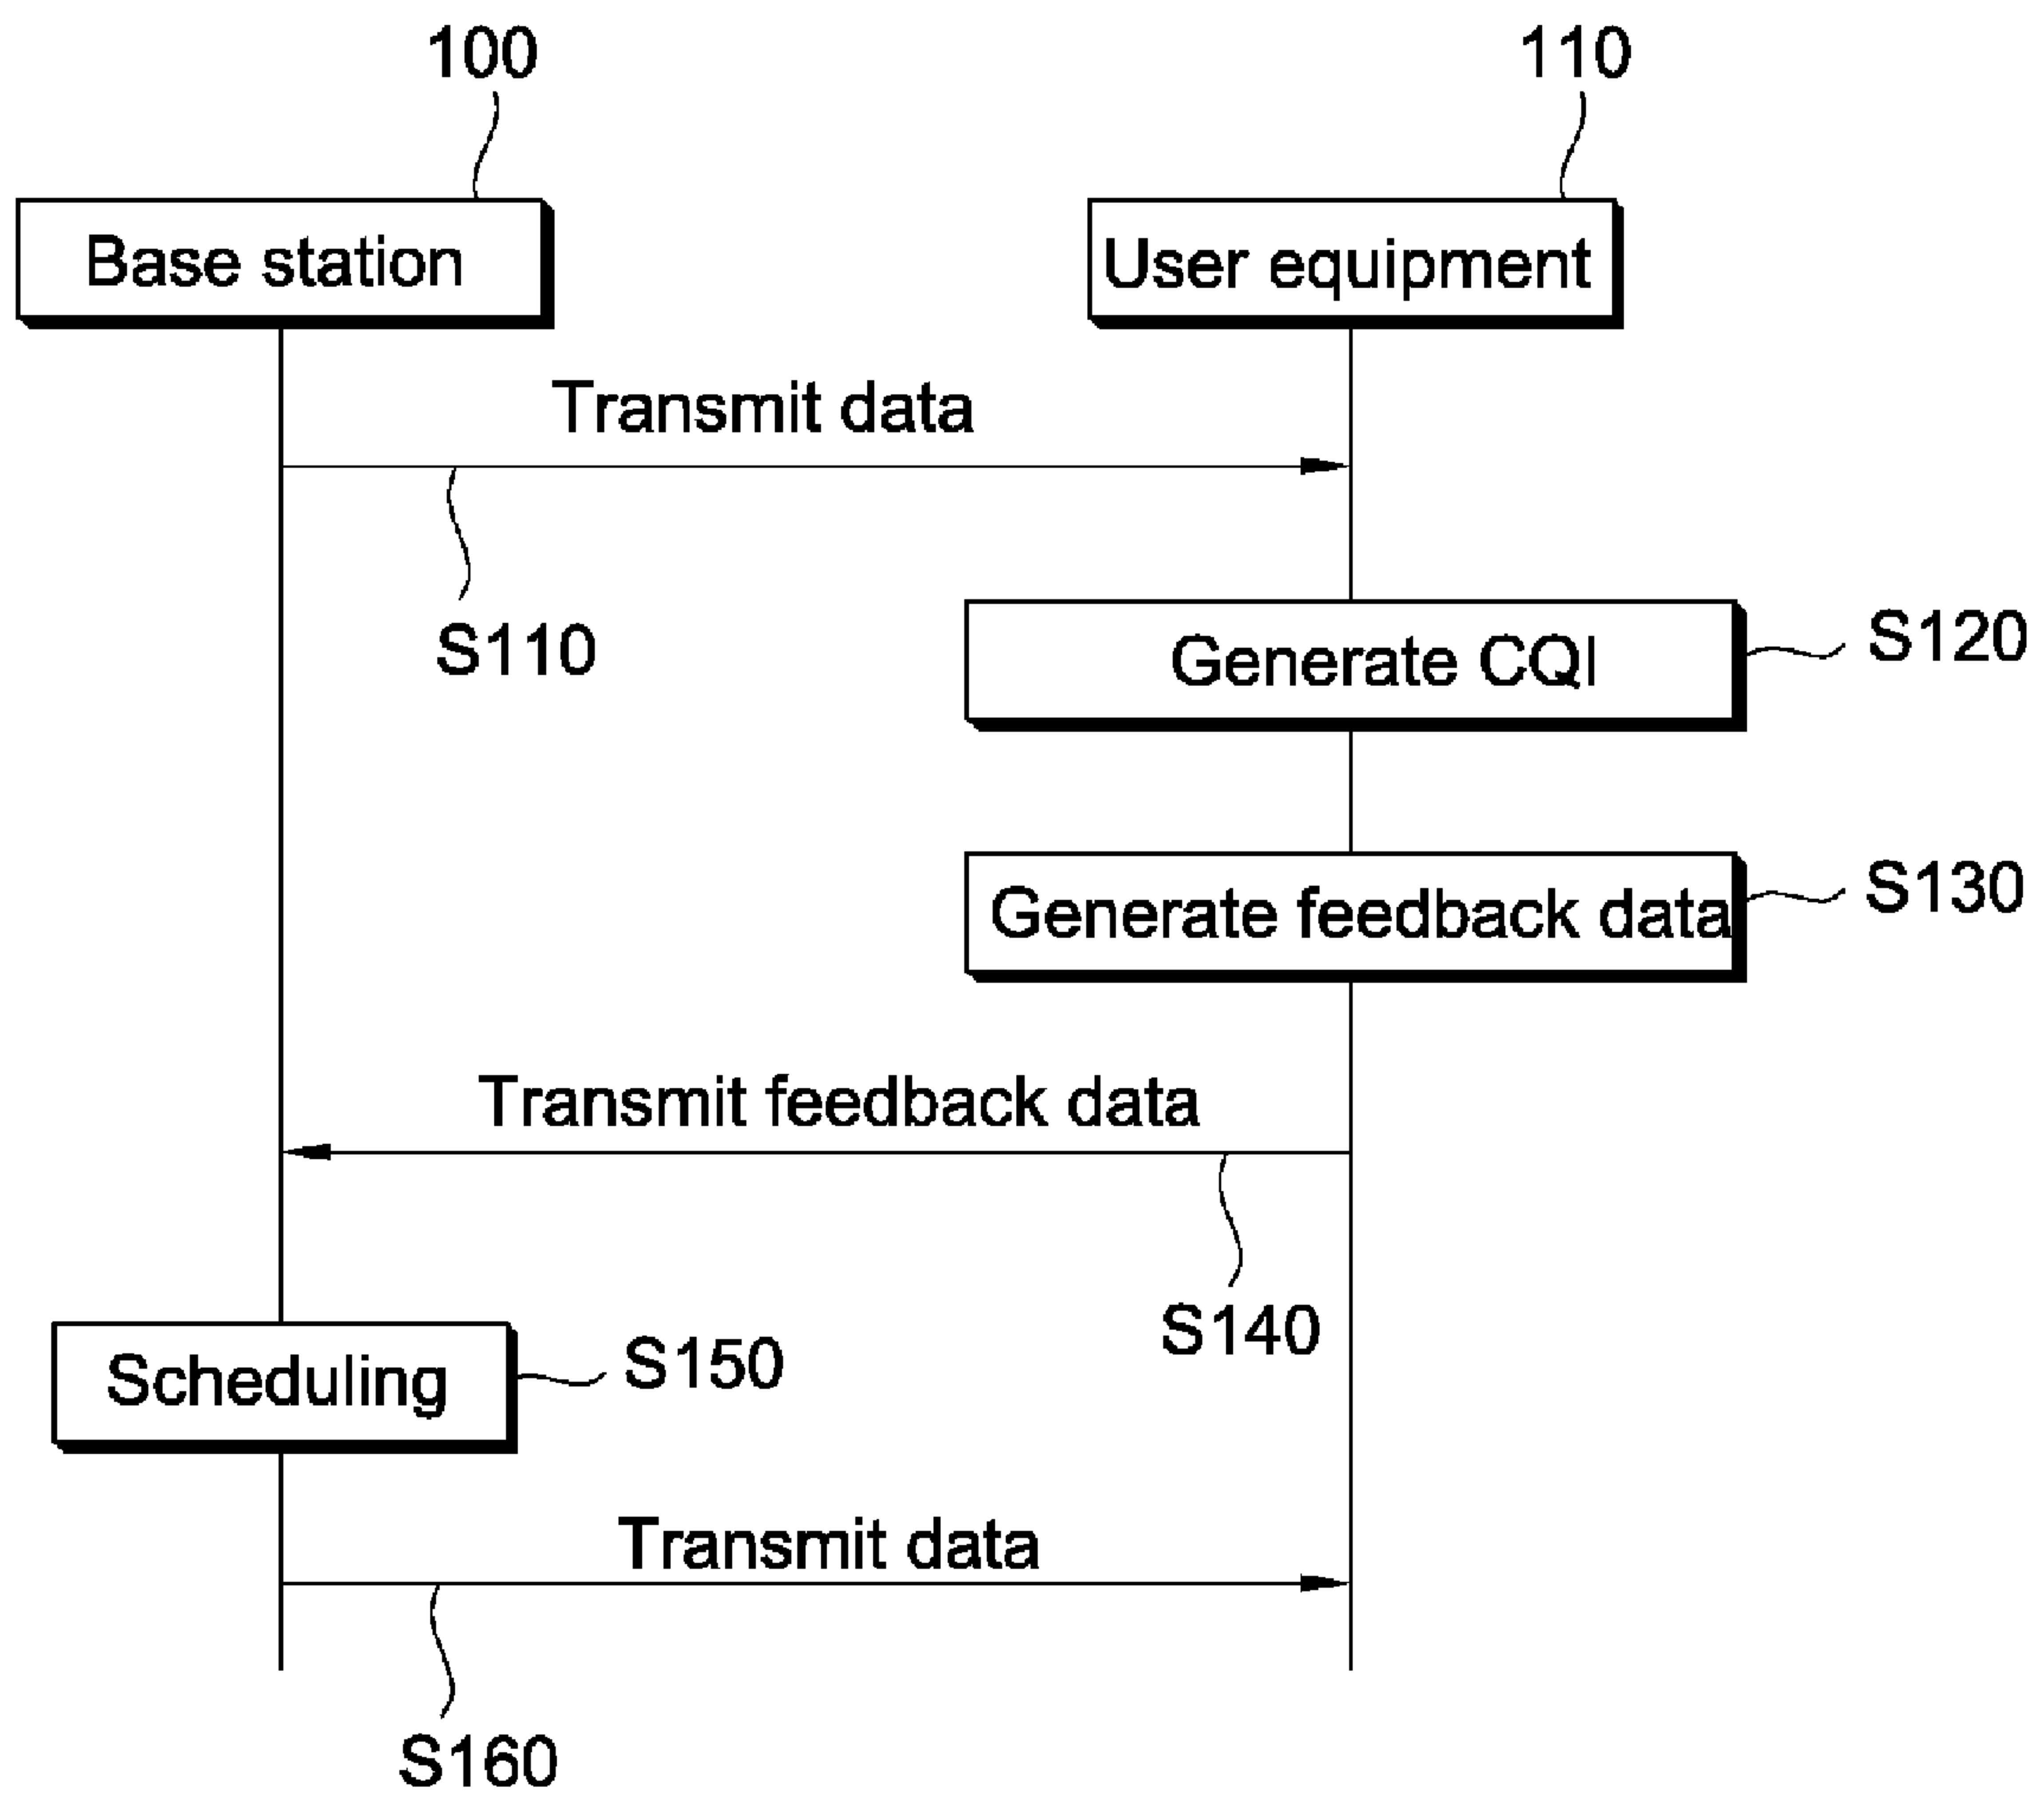 100
110
Base station
User equipment
Transmit data
S110
Generate CQI
S120
Generate feedback data
S130
Transmit feedback data
S140
Scheduling
S150
Transmit data
S160